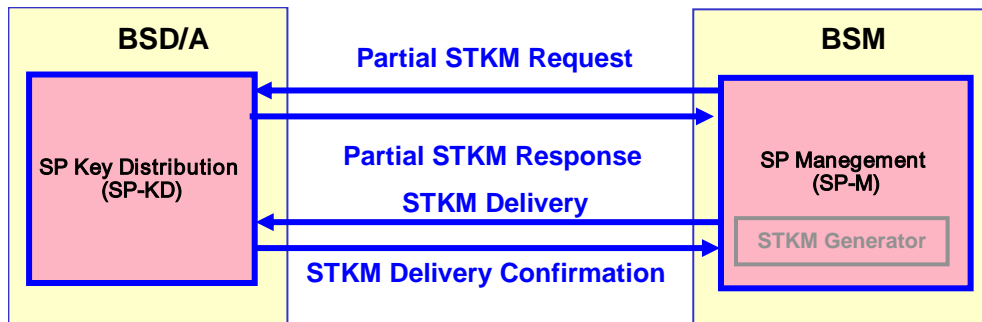 BSD/A
BSM
Partial STKM Request
SP Key Distribution
(SP-KD)
Partial STKM Response
SP Manegement
(SP-M)
STKM Delivery
STKM Generator
STKM Delivery Confirmation